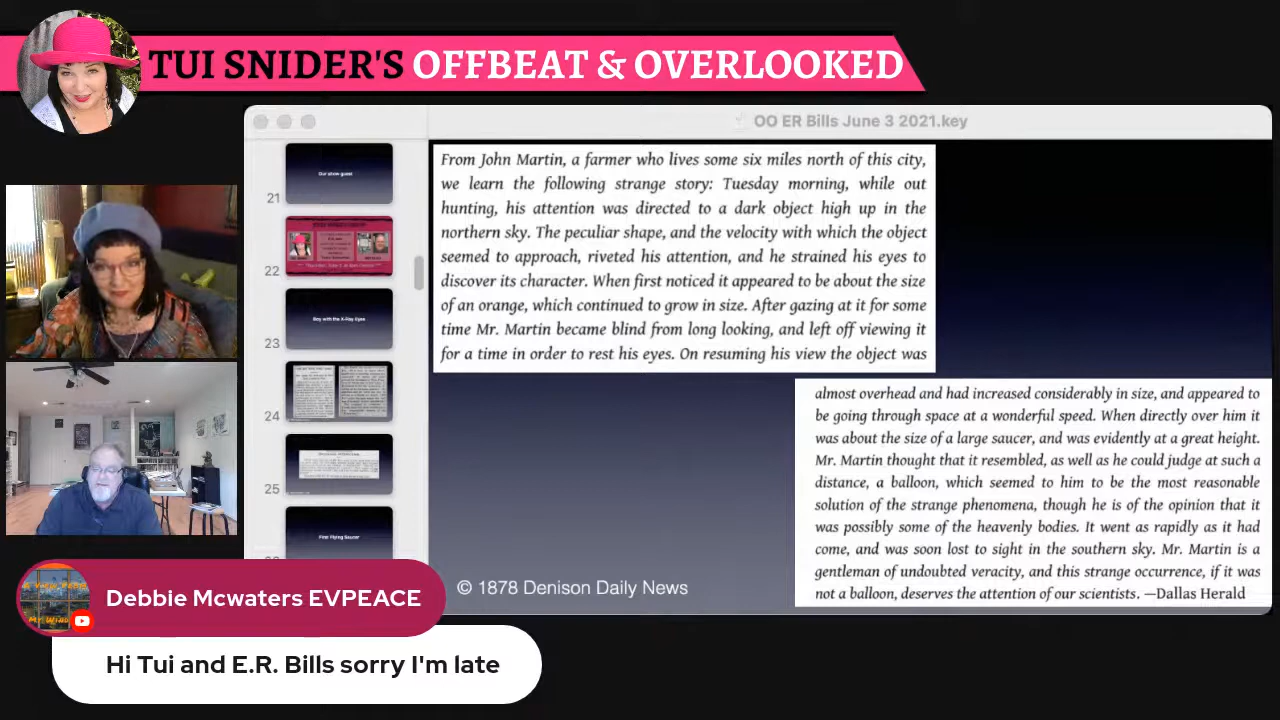 TUI SNIDER'S OFFBEAT & OVERLOOKED
OO ER Bills June 3 2021.key
21
Our show guest
22
23
Boy with the X-Ray Eyes
24
25
First Flying Saucer
From John Martin, a farmer who lives some six miles north of this city,
we learn the following strange story: Tuesday morning, while out
hunting, his attention was directed to a dark object high up in the
northern sky. The peculiar shape, and the velocity with which the object
seemed to approach, riveted his attention, and he strained his eyes to
discover its character. When first noticed it appeared to be about the size
of an orange, which continued to grow in size. After gazing at it for some
time Mr. Martin became blind from long looking, and left off viewing it
for a time in order to rest his eyes. On resuming his view the object was
almost overhead and had increased considerably in size, and appeared to
be going through space at a wonderful speed. When directly over him it
was about the size of a large saucer, and was evidently at a great height.
Mr. Martin thought that it resembled, as well as he could judge at such a
distance, a balloon, which seemed to him to be the most reasonable
solution of the strange phenomena, though he is of the opinion that it
was possibly some of the heavenly bodies. It went as rapidly as it had
come, and was soon lost to sight in the southern sky. Mr. Martin is a
gentleman of undoubted veracity, and this strange occurrence, if it was
not a balloon, deserves the attention of our scientists. —Dallas Herald
© 1878 Denison Daily News
Debbie Mcwaters EVPEACE
Hi Tui and E.R. Bills sorry I'm late